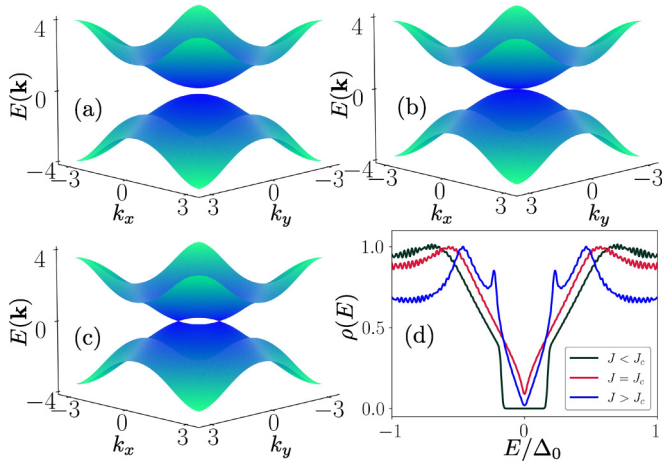 4
0
−4
E(k)
(a)
−3
0
3
k_x
3
0
−3
k_y
4
0
−4
E(k)
(b)
−3
0
3
k_x
3
0
−3
k_y
4
0
−4
E(k)
(c)
−3
0
3
k_x
3
0
−3
k_y
1.0
0.5
0.0
ρ(E)
(d)
J < J_c
J = J_c
J > J_c
−1
0
1
E/Δ_0